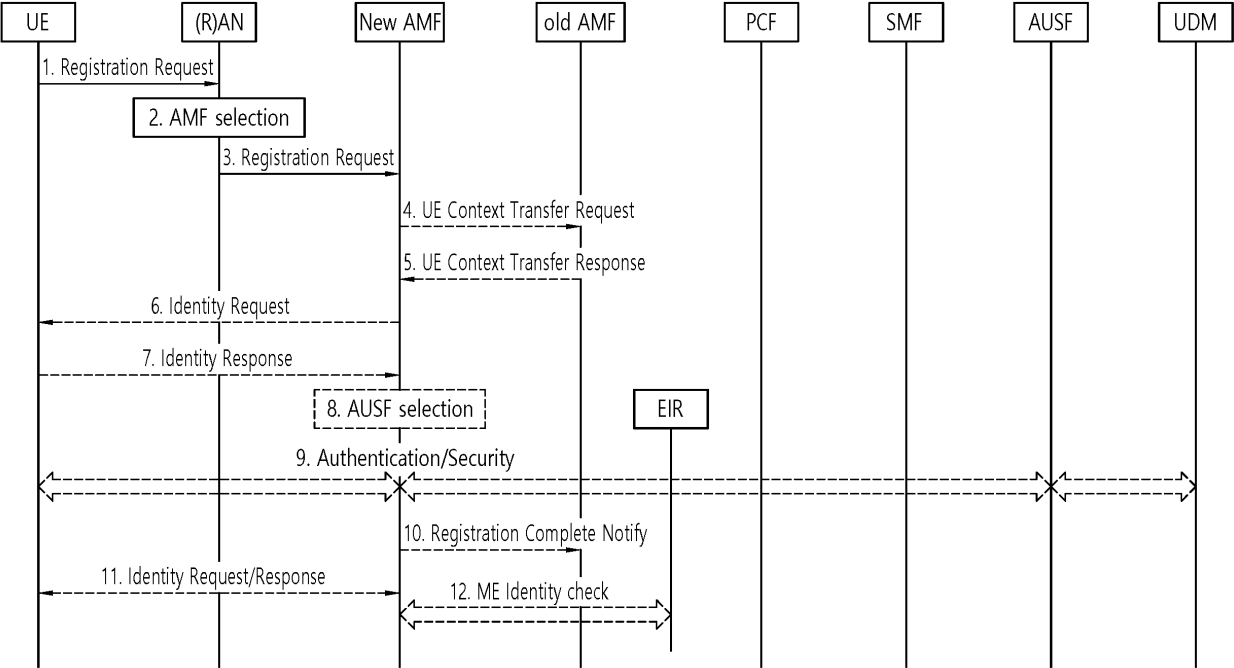 UE
(R)AN
New AMF
old AMF
PCF
SMF
AUSF
UDM
1. Registration Request
2. AMF selection
3. Registration Request
4. UE Context Transfer Request
5. UE Context Transfer Response
6. Identity Request
7. Identity Response
8. AUSF selection
EIR
9. Authentication/Security
10. Registration Complete Notify
11. Identity Request/Response
12. ME Identity check